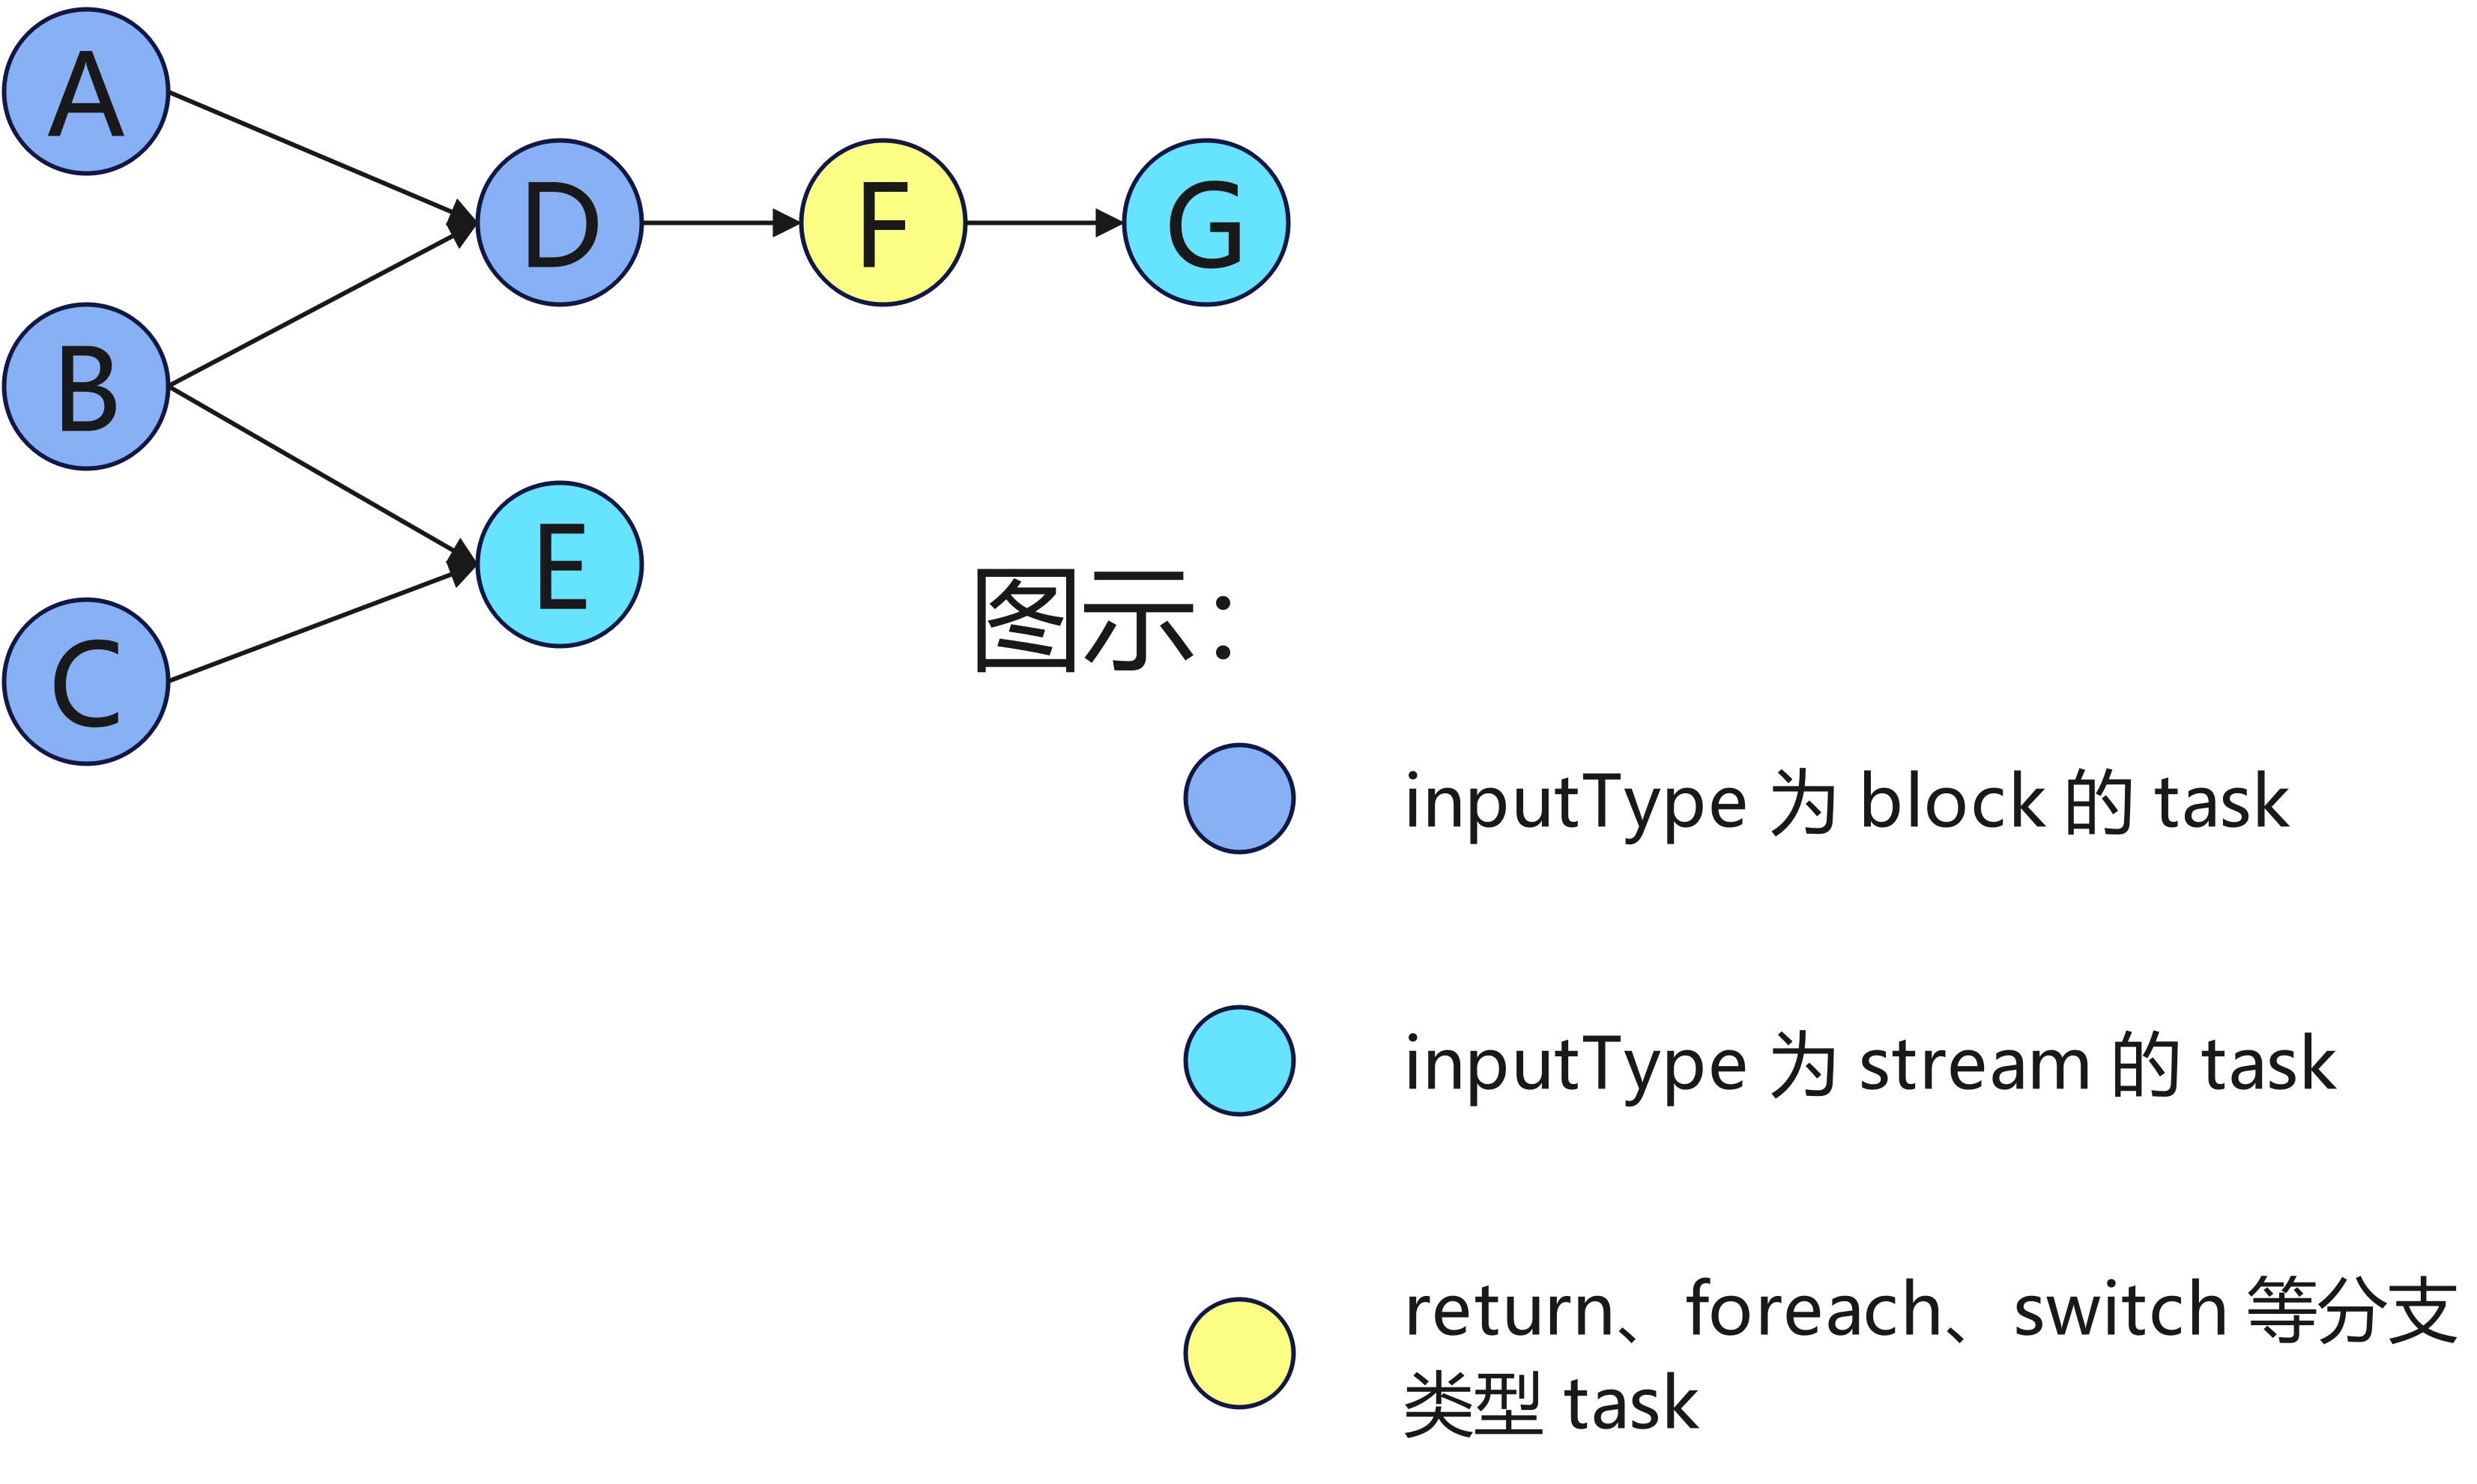 A
D
F
G
B
E
C
图示：
inputType 为 block 的 task
inputType 为 stream 的 task
return、foreach、switch 等分支
类型 task